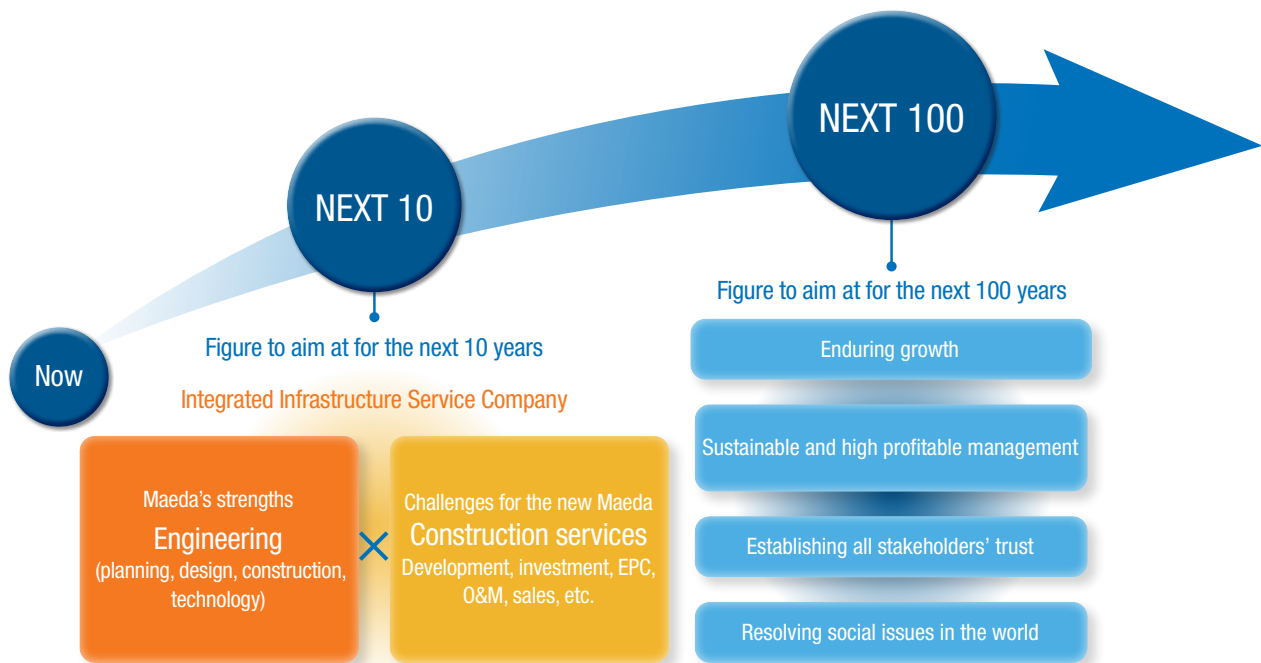 NEXT 100
NEXT 10
Now
Figure to aim at for the next 10 years
Integrated Infrastructure Service Company
Maeda’s strengths
Engineering
(planning, design, construction,
technology)
×
Challenges for the new Maeda
Construction services
Development, investment, EPC,
O&M, sales, etc.
Figure to aim at for the next 100 years
Enduring growth
Sustainable and high profitable management
Establishing all stakeholders’ trust
Resolving social issues in the world